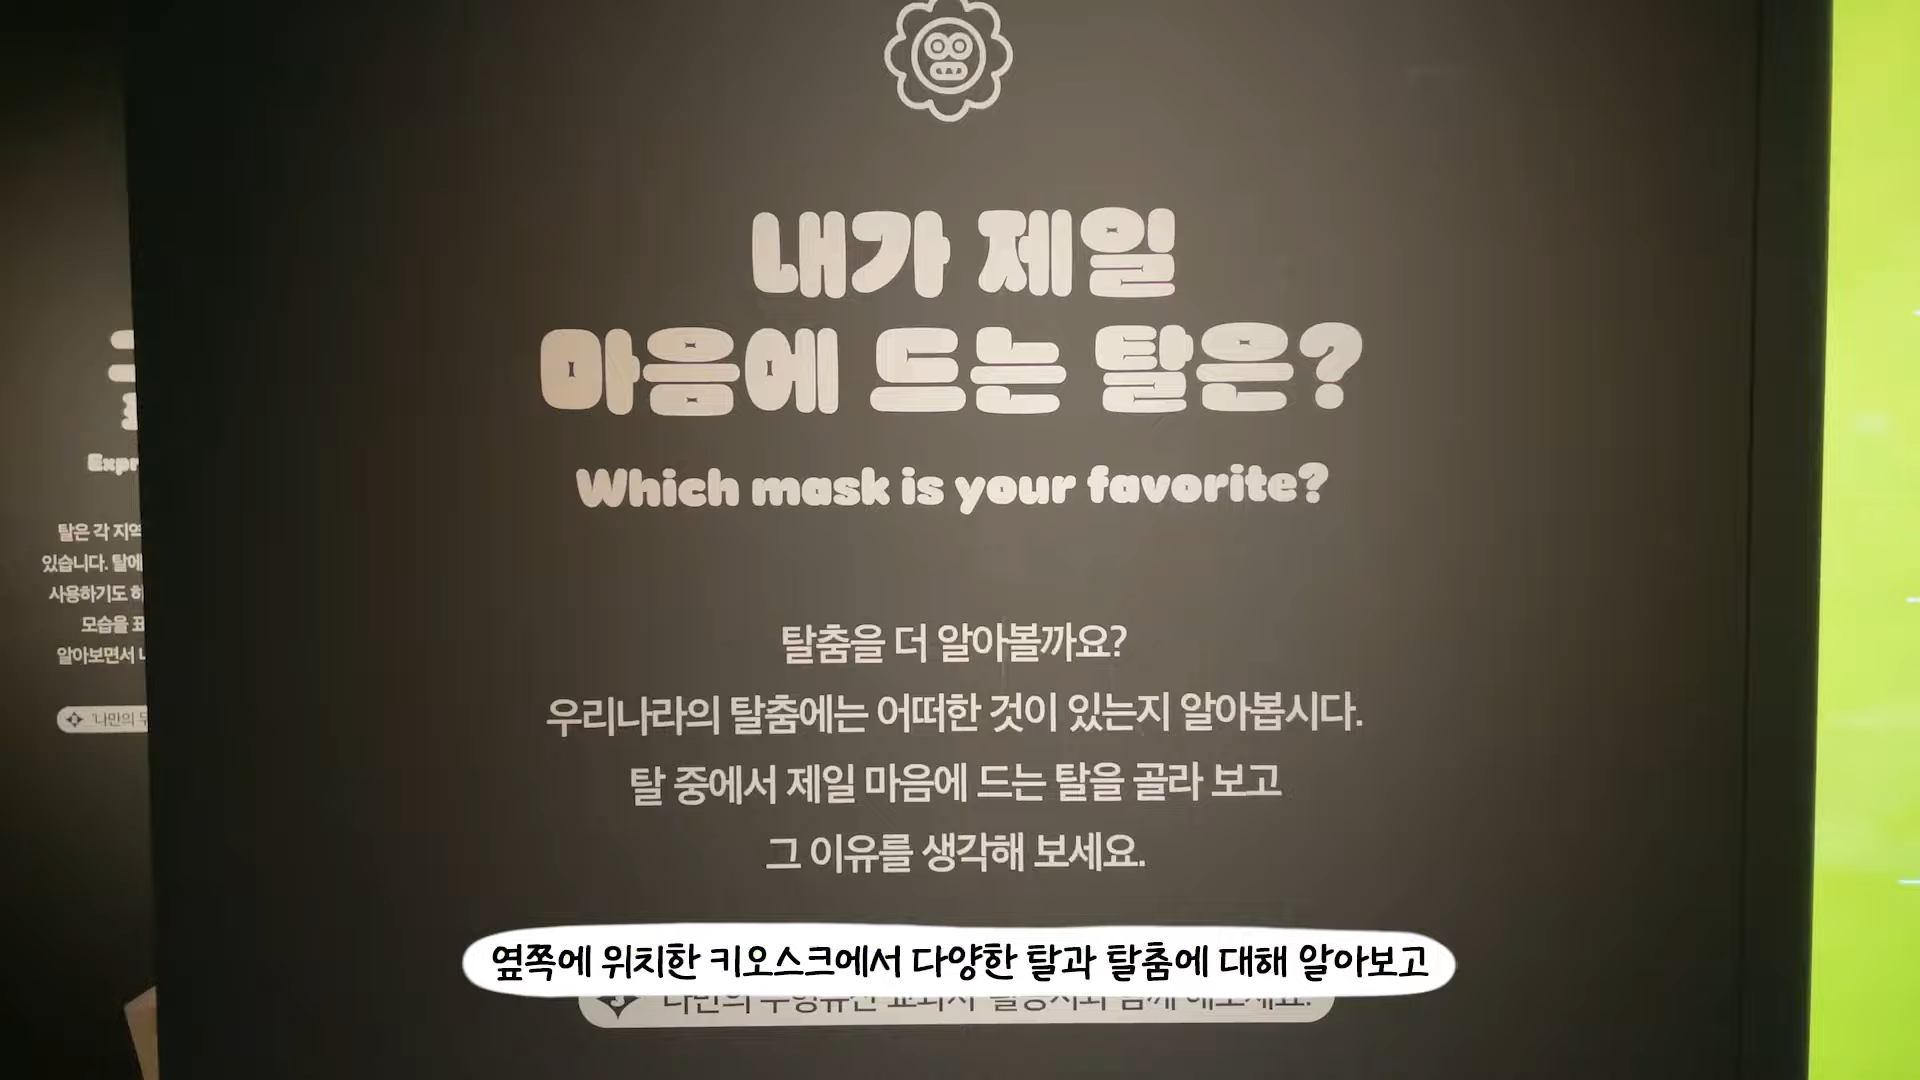 내가 제일
마음에 드는 탈은?
Which mask is your favorite?
탈춤을 더 알아볼까요?
우리나라의 탈춤에는 어떠한 것이 있는지 알아봅시다.
탈 중에서 제일 마음에 드는 탈을 골라 보고
그 이유를 생각해 보세요.
옆쪽에 위치한 키오스크에서 다양한 탈과 탈춤에 대해 알아보고
탈은 각 지역
있습니다. 탈에
사용하기도 하
모습을 표
알아보면서 나
'나만의 무